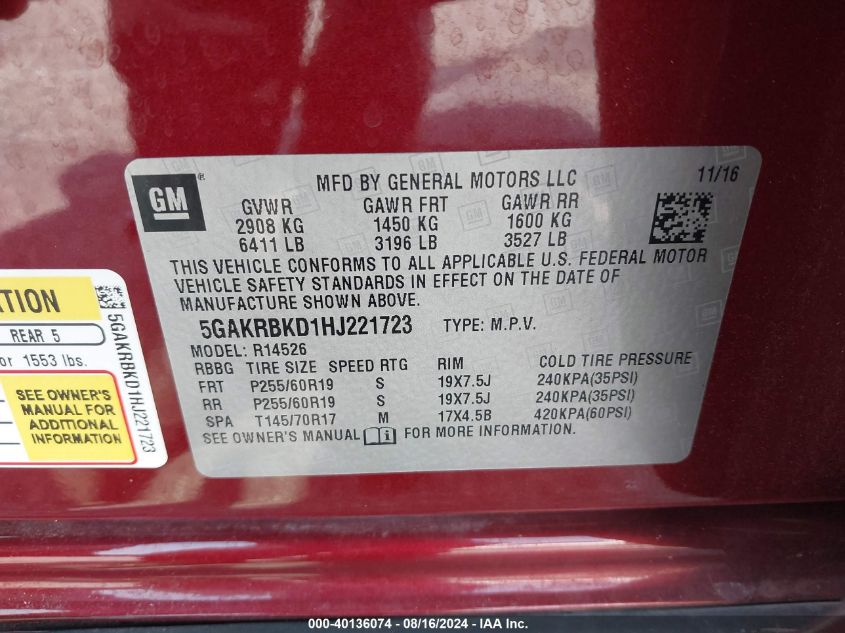 GM ®
MFD BY GENERAL MOTORS LLC
11/16
GVWR GAWR FRT GAWR RR
2908 KG 1450 KG 1600 KG
6411 LB 3196 LB 3527 LB
THIS VEHICLE CONFORMS TO ALL APPLICABLE U.S. FEDERAL MOTOR
VEHICLE SAFETY STANDARDS IN EFFECT ON THE DATE OF
MANUFACTURE SHOWN ABOVE.
5GAKRBKD1HJ221723 TYPE: M.P.V.
MODEL: R14526
RBBG TIRE SIZE SPEED RTG RIM COLD TIRE PRESSURE
FRT P255/60R19 S 19X7.5J 240KPA(35PSI)
RR P255/60R19 S 19X7.5J 240KPA(35PSI)
SPA T145/70R17 M 17X4.5B 420KPA(60PSI)
SEE OWNER'S MANUAL FOR MORE INFORMATION.
REAR 5
or 1553 lbs.
SEE OWNER'S
MANUAL FOR
ADDITIONAL
INFORMATION
5GAKRBKD1HJ221723
000-40136074 - 08/16/2024 - IAA, Inc.